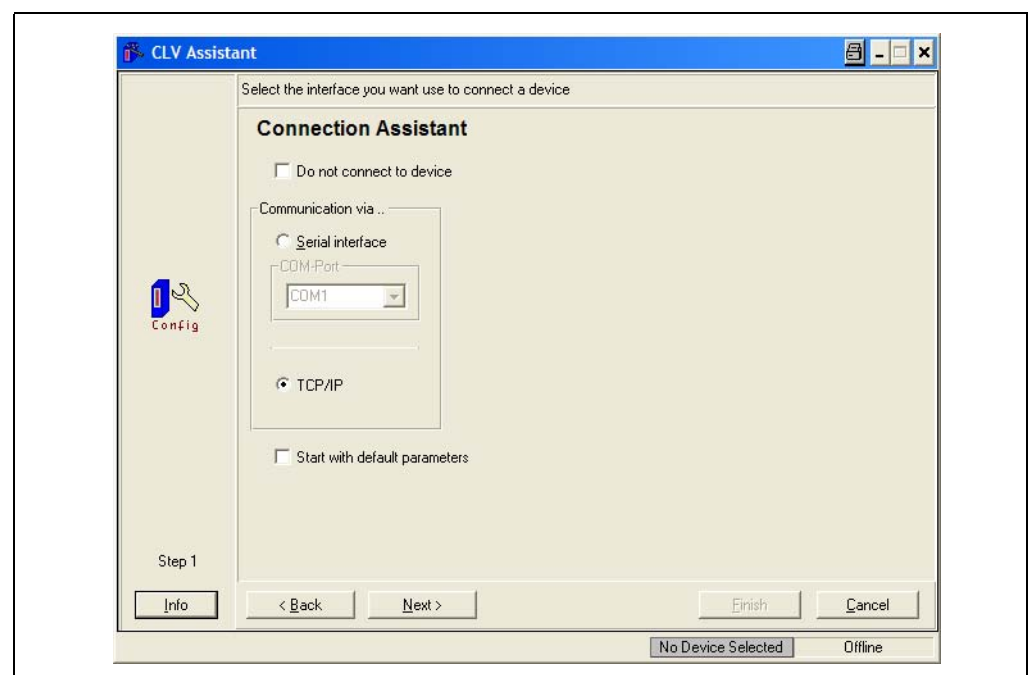 CLV Assistant
Select the interface you want use to connect a device
Connection Assistant
Do not connect to device
Communication via ..
Serial interface
COM-Port
COM1
Config
TCP/IP
Start with default parameters
Step 1
Info
< Back
Next >
Finish
Cancel
No Device Selected
Offline